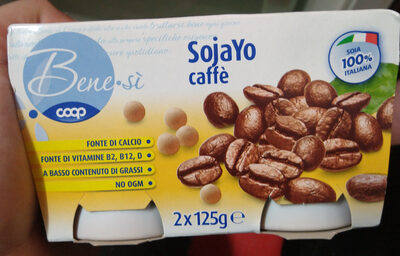 Bene.sì
coop
SojaYo
caffè
SOIA
100%
ITALIANA
FONTE DI CALCIO
FONTE DI VITAMINE B2, B12, D
A BASSO CONTENUTO DI GRASSI
NO OGM
2x125g e